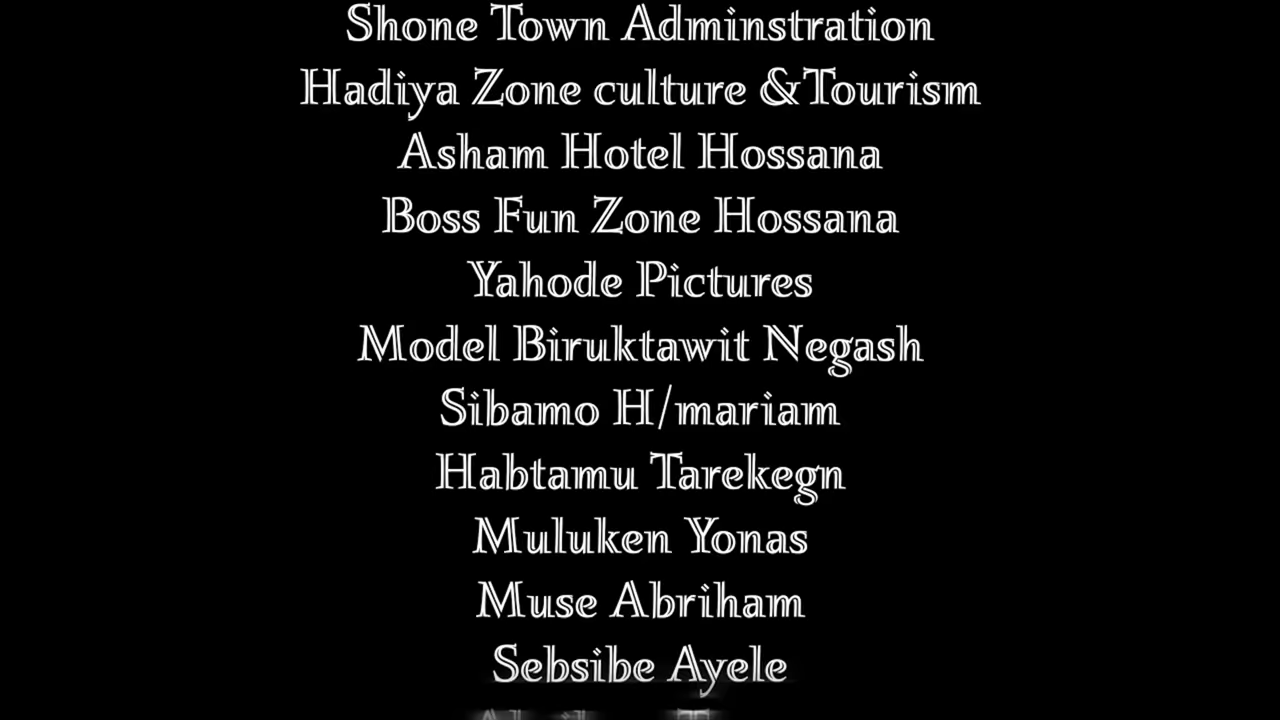 Shone Town Adminstration
Hadiya Zone culture &Tourism
Asham Hotel Hossana
Boss Fun Zone Hossana
Yahode Pictures
Model Biruktawit Negash
Sibamo H/mariam
Habtamu Tarekegn
Muluken Yonas
Muse Abriham
Sebsibe Ayele